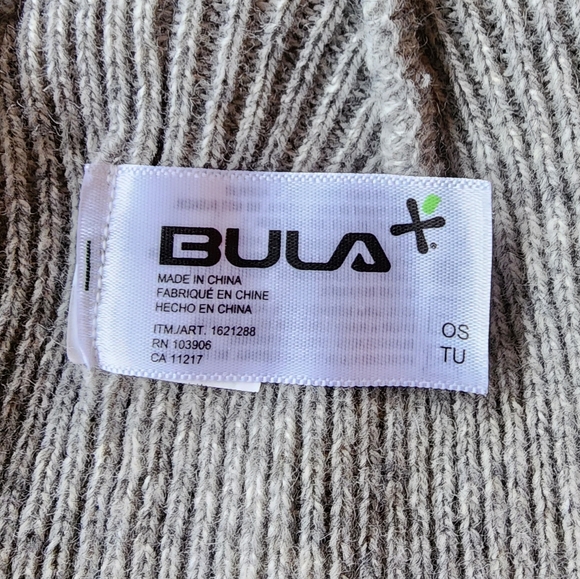 BULA
MADE IN CHINA
FABRIQUÉ EN CHINE
HECHO EN CHINA
ITM./ART. 1621288
RN 103906
CA 11217
OS
TU